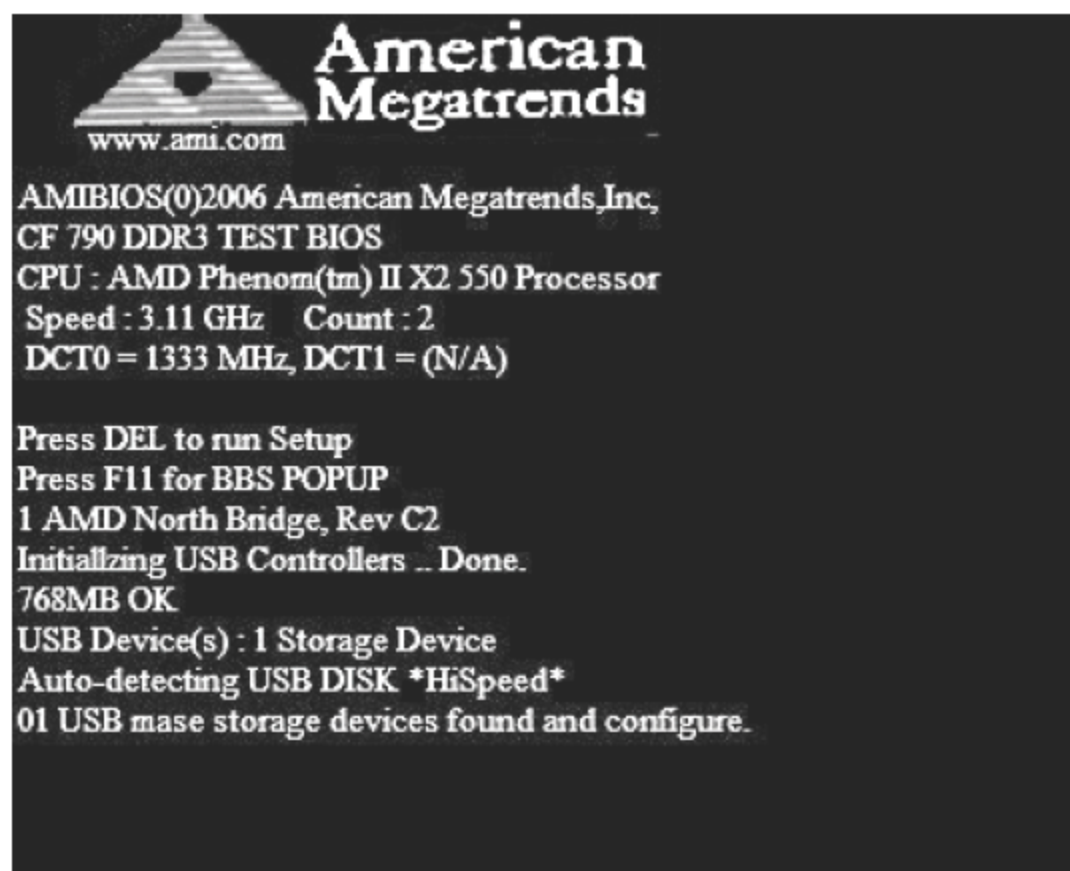 American
Megatrends
www.ami.com
AMIBIOS(0)2006 American Megatrends,Inc,
CF 790 DDR3 TEST BIOS
CPU : AMD Phenom(tm) II X2 550 Processor
Speed : 3.11 GHz Count : 2
DCT0 = 1333 MHz, DCT1 = (N/A)
Press DEL to run Setup
Press F11 for BBS POPUP
1 AMD North Bridge, Rev C2
Initiallzing USB Controllers .. Done.
768MB OK
USB Device(s) : 1 Storage Device
Auto-detecting USB DISK *HiSpeed*
01 USB mase storage devices found and configure.